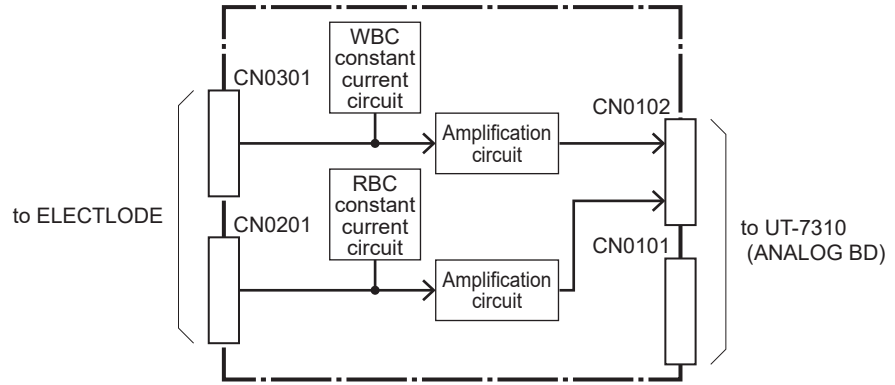 WBC
constant
current
circuit
CN0301
CN0102
Amplification
circuit
to ELECTLODE
RBC
constant
current
circuit
CN0201
CN0101
to UT-7310
(ANALOG BD)
Amplification
circuit